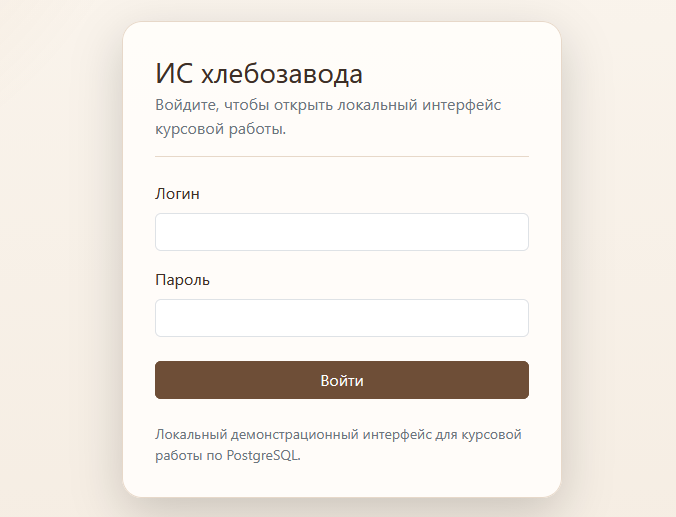 ИС хлебозавода
Войдите, чтобы открыть локальный интерфейс
курсовой работы.
Логин
Пароль
Войти
Локальный демонстрационный интерфейс для курсовой
работы по PostgreSQL.